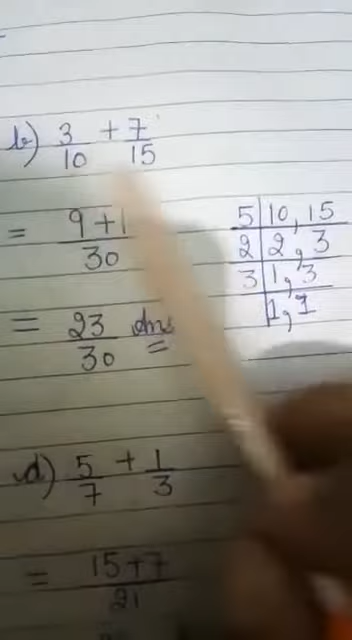 b) 3/10 + 7/15
= 9+1 /30
= 23/30 Ans
5 | 10, 15
2 | 2, 3
3 | 1, 3
1, 1
d) 5/7 + 1/3
= 15+7 /21